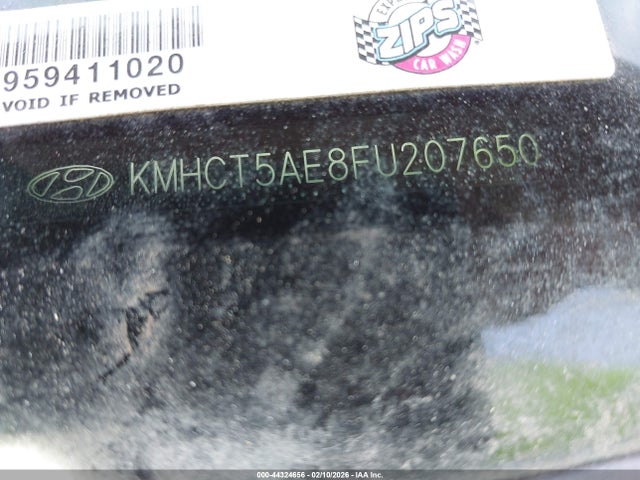 959411020
VOID IF REMOVED
ZIPS
CAR WASH
KMHCT5AE8FU207650
000-44324656 - 02/10/2026 - IAA Inc.